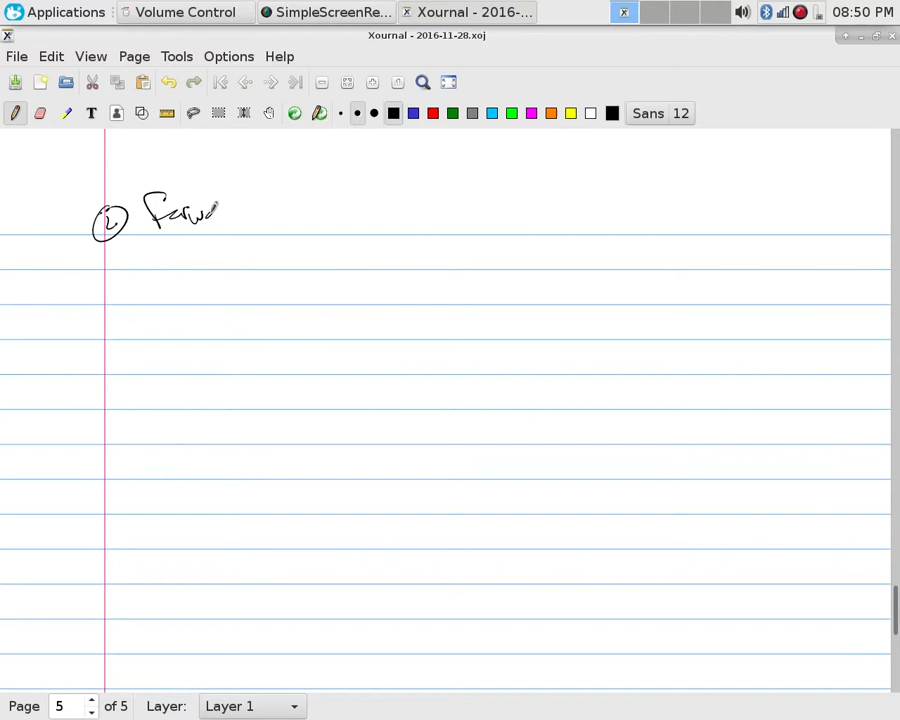 Applications Volume Control SimpleScreenRe... Xournal - 2016-... 08:50 PM
Xournal - 2016-11-28.xoj
File Edit View Page Tools Options Help
T Sans 12
② Forwa
Page 5 of 5 Layer: Layer 1